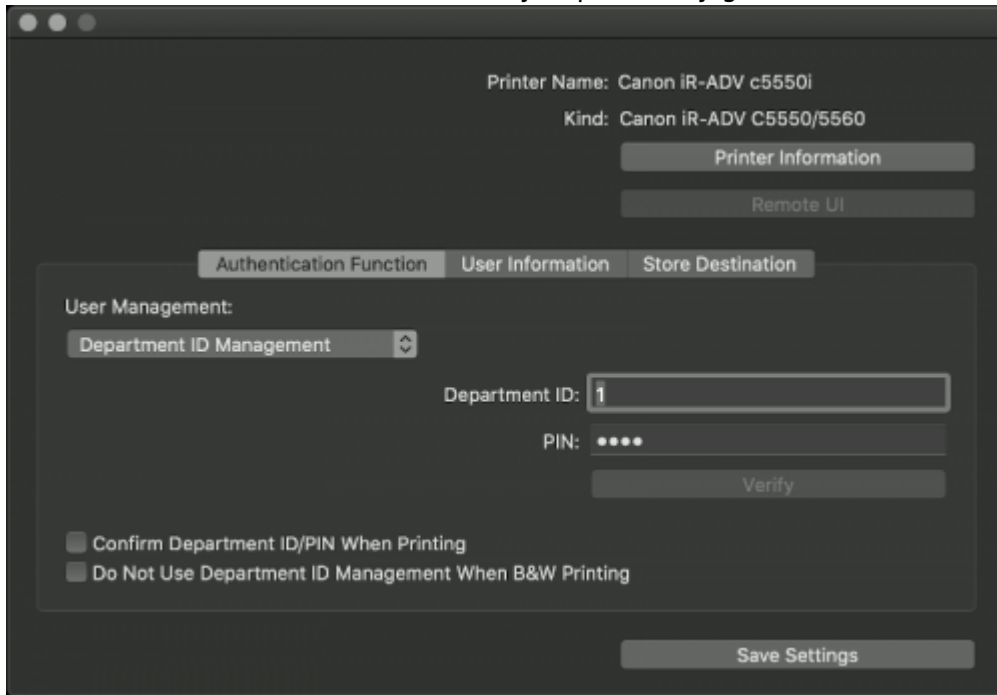 Printer Name: Canon iR-ADV c5550i
Kind: Canon iR-ADV C5550/5560
Printer Information
Remote UI
Authentication Function User Information Store Destination
User Management:
Department ID Management
Department ID: 1
PIN: ••••
Verify
Confirm Department ID/PIN When Printing
Do Not Use Department ID Management When B&W Printing
Save Settings